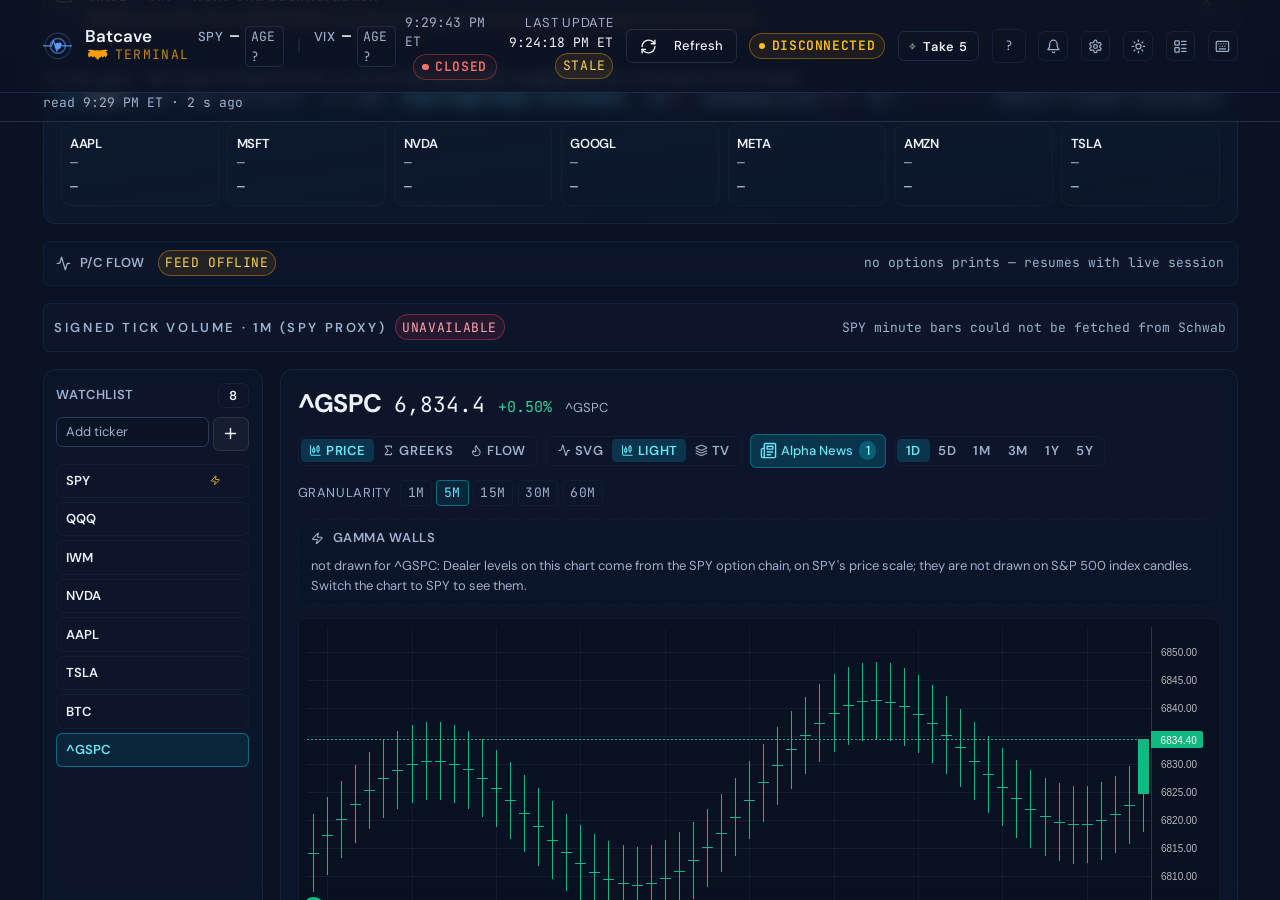 Batcave
TERMINAL
SPY — AGE ?
VIX — AGE ?
9:29:43 PM ET
CLOSED
LAST UPDATE
9:24:18 PM ET
STALE
Refresh
DISCONNECTED
Take 5
?
read 9:29 PM ET · 2 s ago
AAPL
—
—
MSFT
—
—
NVDA
—
—
GOOGL
—
—
META
—
—
AMZN
—
—
TSLA
—
—
P/C FLOW FEED OFFLINE
no options prints — resumes with live session
SIGNED TICK VOLUME · 1M (SPY PROXY) UNAVAILABLE
SPY minute bars could not be fetched from Schwab
WATCHLIST 8
Add ticker +
SPY
QQQ
IWM
NVDA
AAPL
TSLA
BTC
^GSPC
^GSPC 6,834.4 +0.50% ^GSPC
PRICE GREEKS FLOW SVG LIGHT TV Alpha News 1 1D 5D 1M 3M 1Y 5Y
GRANULARITY 1M 5M 15M 30M 60M
GAMMA WALLS
not drawn for ^GSPC: Dealer levels on this chart come from the SPY option chain, on SPY's price scale; they are not drawn on S&P 500 index candles.
Switch the chart to SPY to see them.
6850.00
6845.00
6840.00
6834.40
6830.00
6825.00
6820.00
6815.00
6810.00